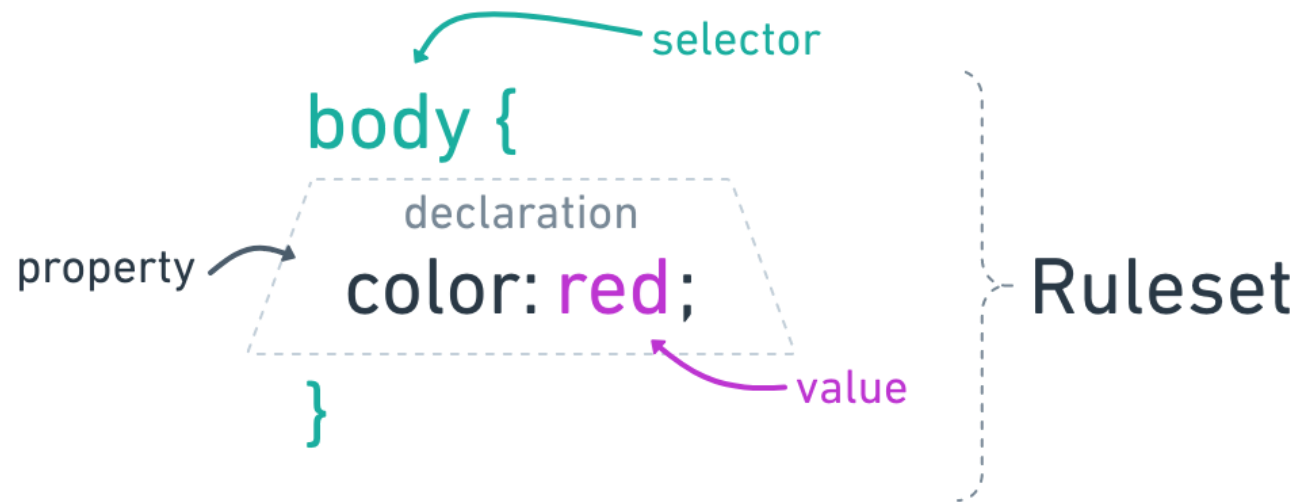 selector
body {
declaration
property
color: red;
Ruleset
value
}